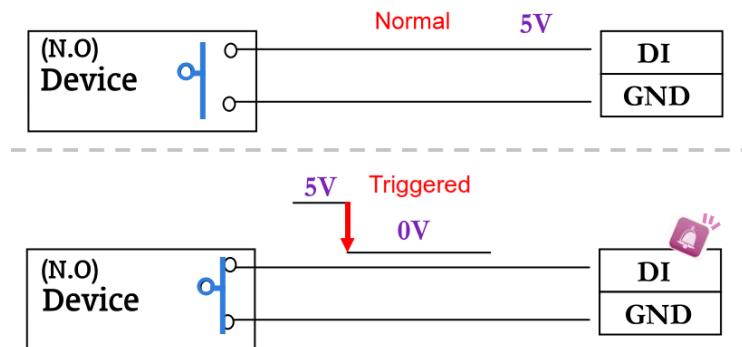 Normal 5V
(N.O)
Device
DI
GND
5V Triggered
0V
(N.O)
Device
DI
GND